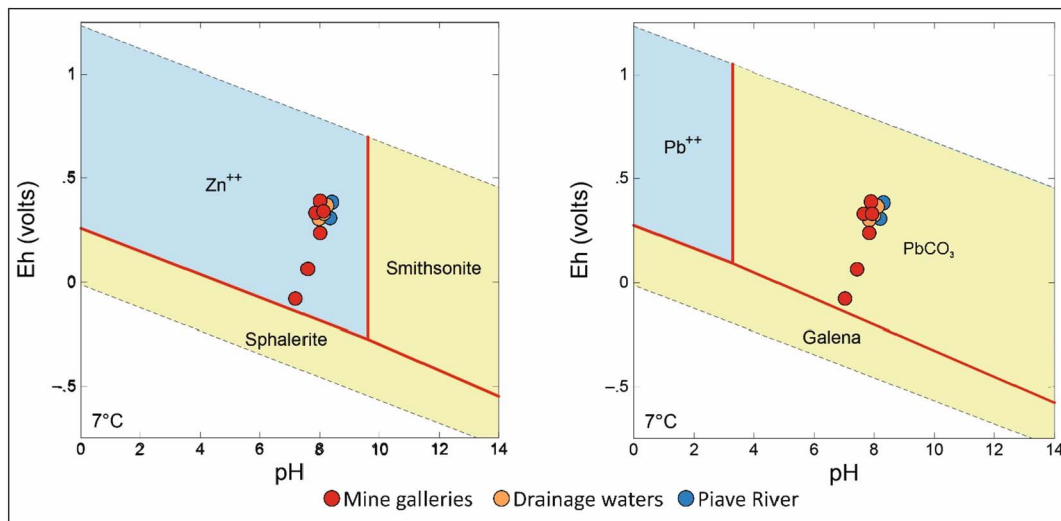 1
.5
0
–.5
Eh (volts)
Zn++
Smithsonite
Sphalerite
7°C
0 2 4 6 8 10 12 14
pH
1
.5
0
–.5
Eh (volts)
Pb++
PbCO₃
Galena
7°C
0 2 4 6 8 10 12 14
pH
Mine galleries Drainage waters Piave River